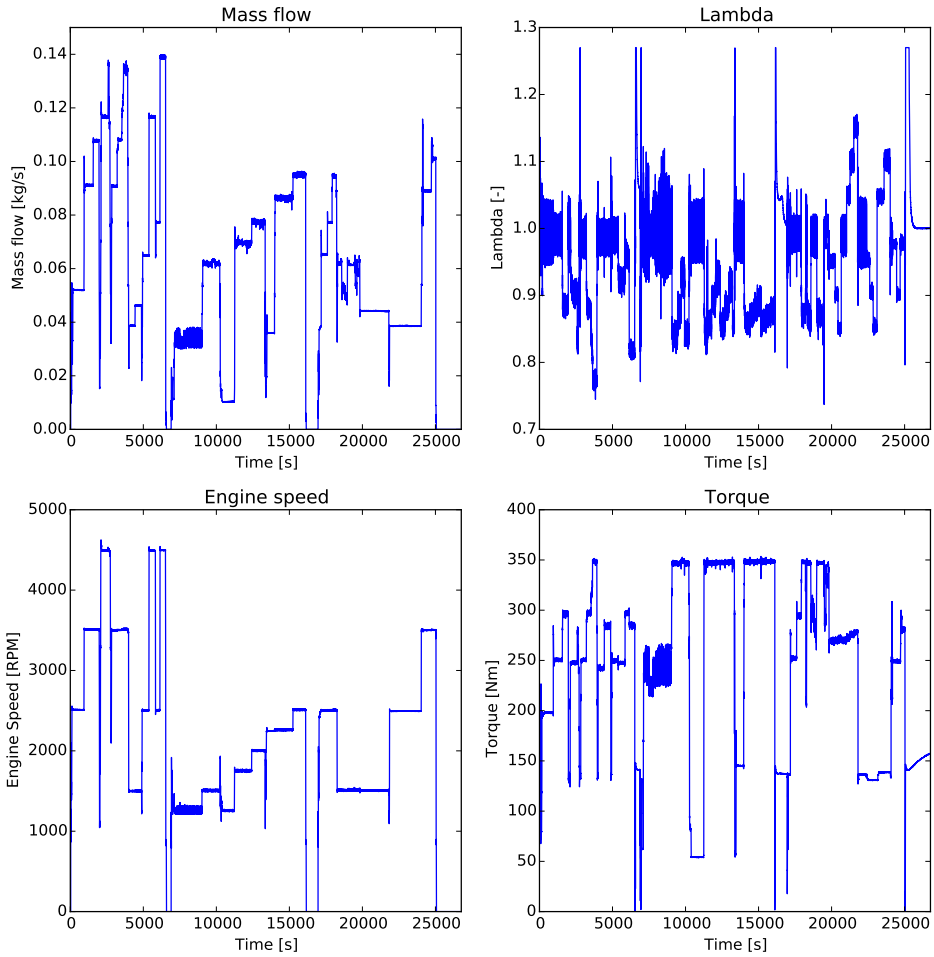 Mass flow
0.14
0.12
0.10
0.08
0.06
0.04
0.02
0.00
Mass flow [kg/s]
0 5000 10000 15000 20000 25000
Time [s]
Lambda
1.3
1.2
1.1
1.0
0.9
0.8
0.7
Lambda [-]
0 5000 10000 15000 20000 25000
Time [s]
Engine speed
5000
4000
3000
2000
1000
0
Engine Speed [RPM]
0 5000 10000 15000 20000 25000
Time [s]
Torque
400
350
300
250
200
150
100
50
0
Torque [Nm]
0 5000 10000 15000 20000 25000
Time [s]